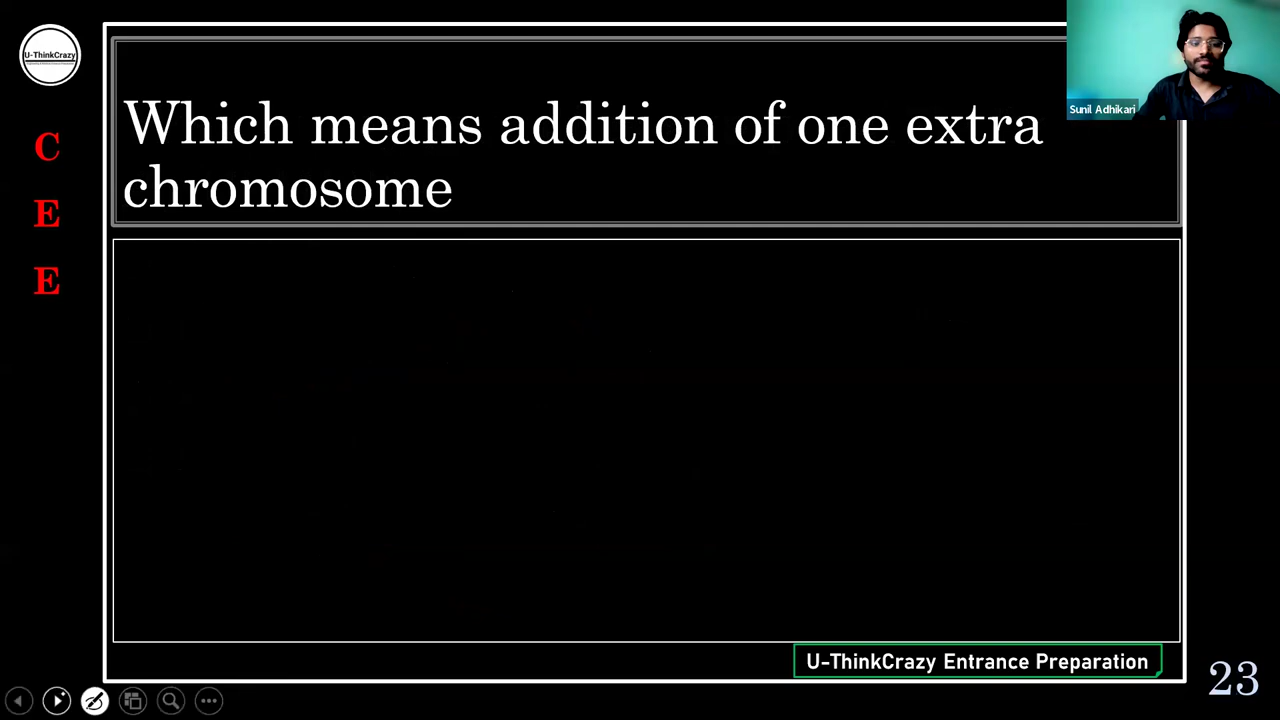 U-ThinkCrazy
C
E
E
Which means addition of one extra
chromosome
Sunil Adhikari
U-ThinkCrazy Entrance Preparation
23